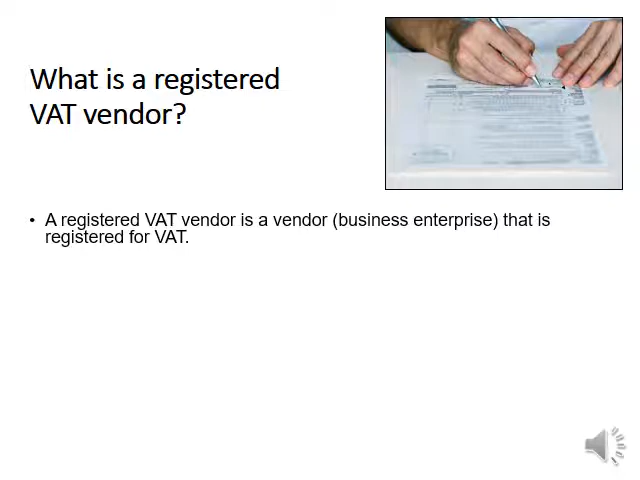 What is a registered
VAT vendor?
• A registered VAT vendor is a vendor (business enterprise) that is
registered for VAT.